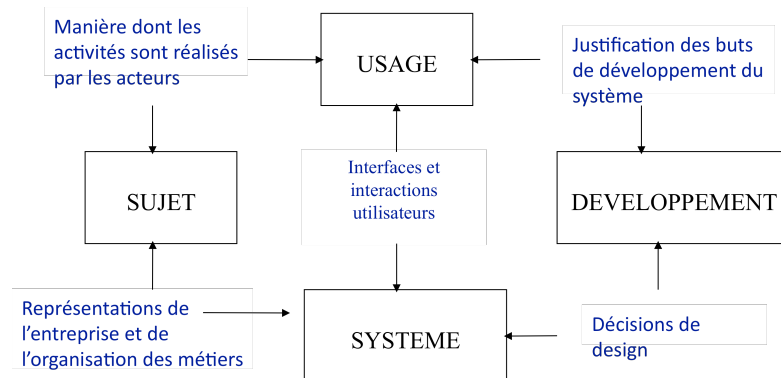 Manière dont les
activités sont réalisés
par les acteurs
USAGE
Justification des buts
de développement du
système
SUJET
Interfaces et
interactions
utilisateurs
DEVELOPPEMENT
Représentations de
l'entreprise et de
l'organisation des métiers
SYSTEME
Décisions de
design